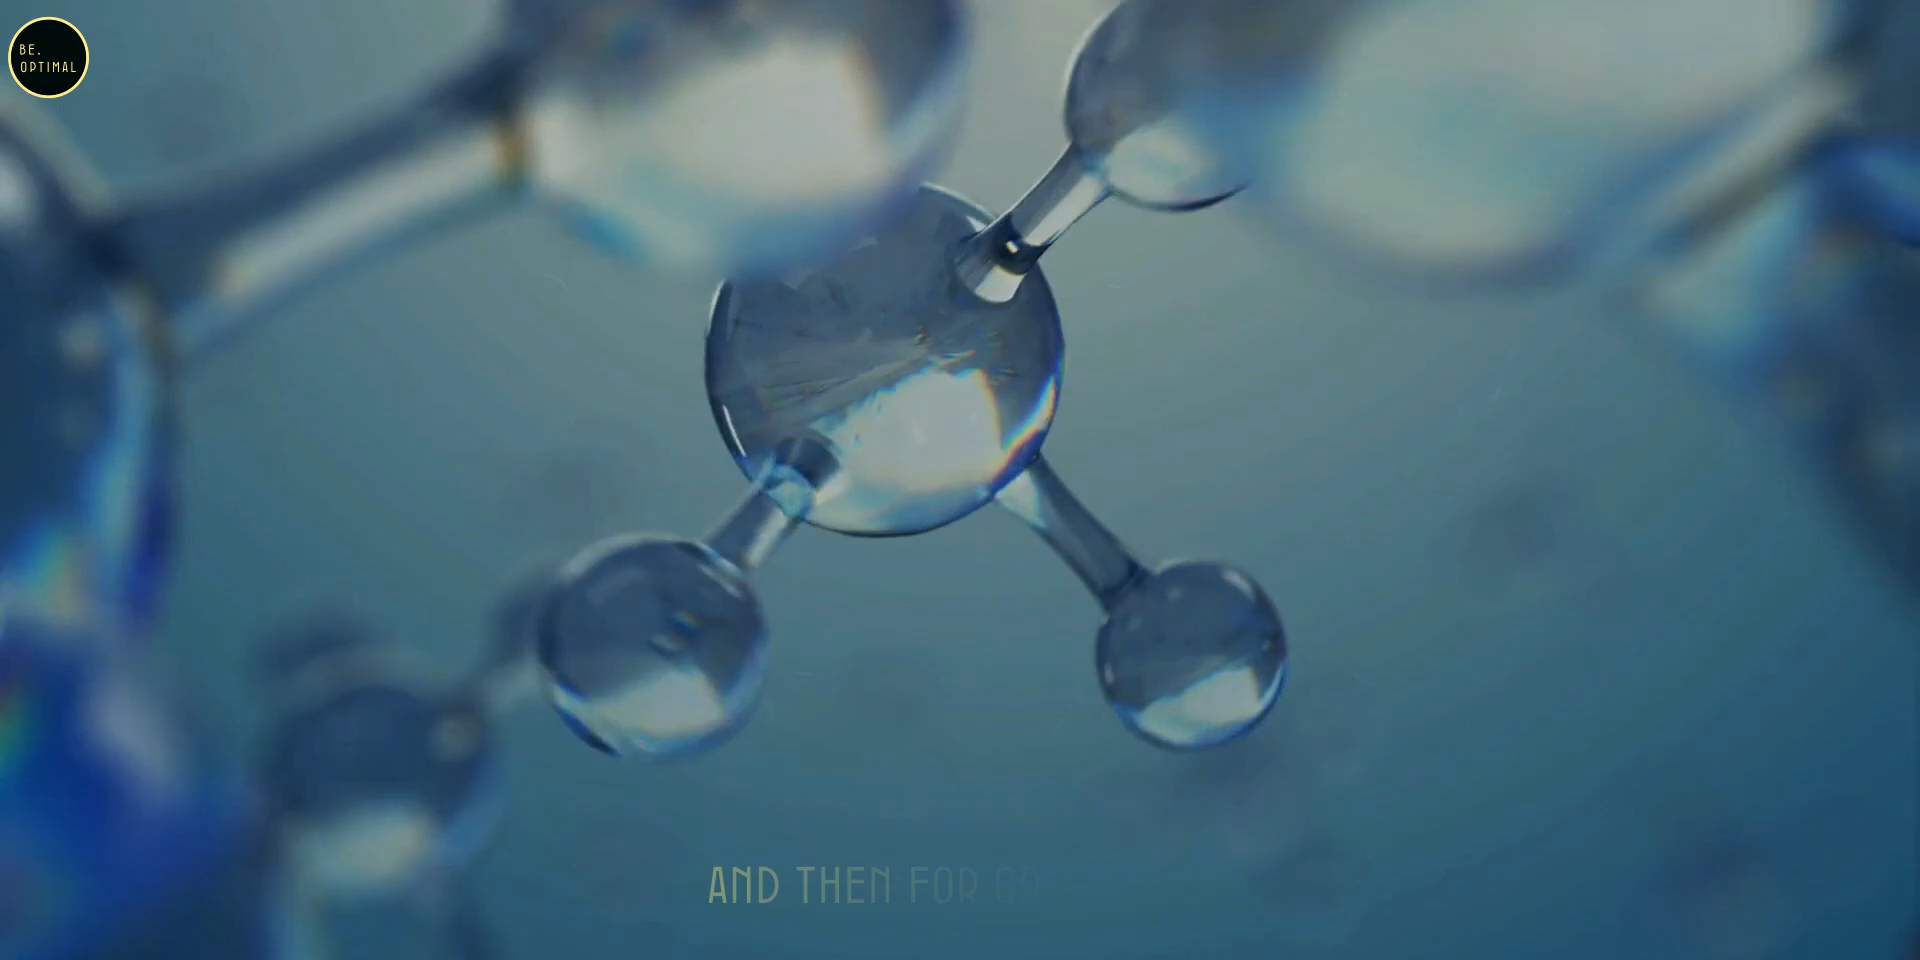 BE.
OPTIMAL
AND THEN FOR